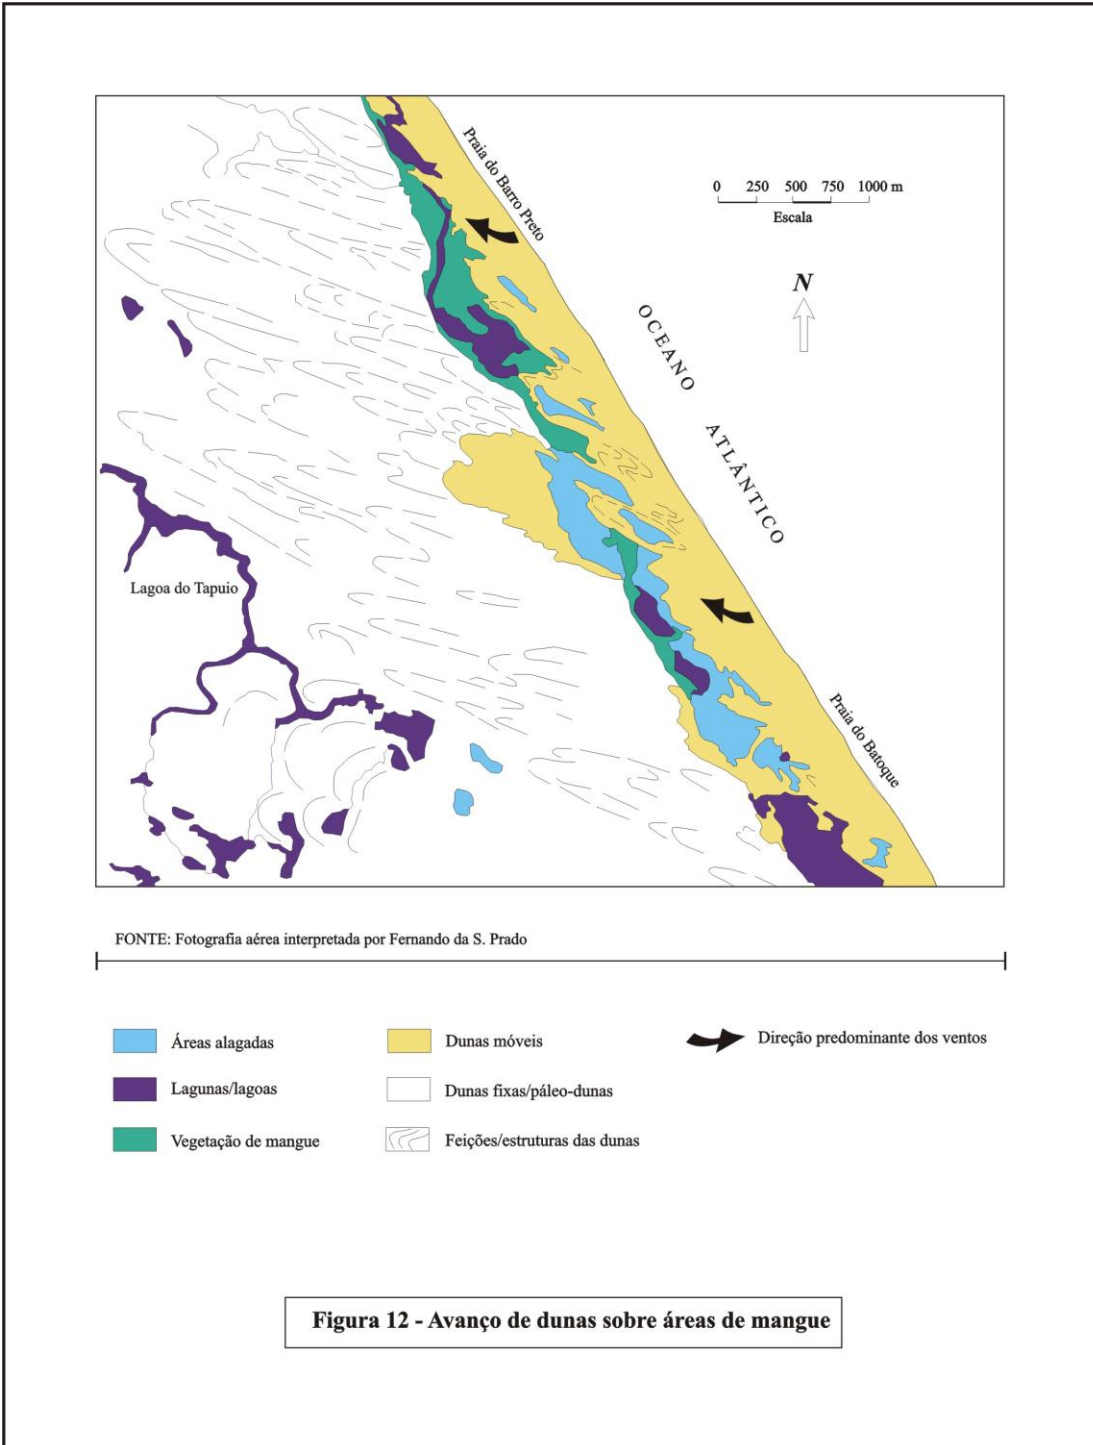 Praia do Barro Preto
0 250 500 750 1000 m
Escala
N
OCEANO ATLÂNTICO
Lagoa do Tapuio
Praia do Batoque
FONTE: Fotografia aérea interpretada por Fernando da S. Prado
Áreas alagadas
Lagunas/lagoas
Vegetação de mangue
Dunas móveis
Dunas fixas/páleo-dunas
Feições/estruturas das dunas
Direção predominante dos ventos
Figura 12 - Avanço de dunas sobre áreas de mangue